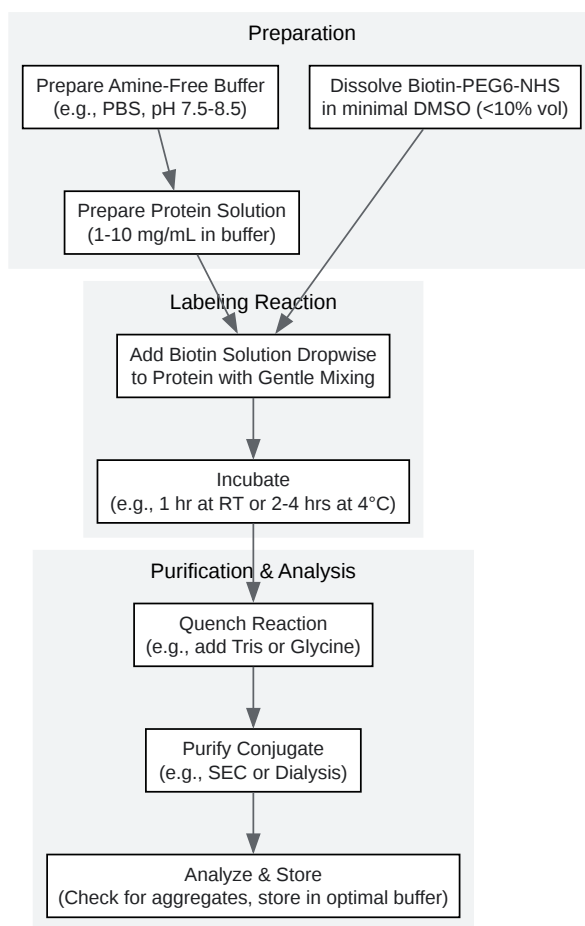 Preparation
Prepare Amine-Free Buffer
(e.g., PBS, pH 7.5-8.5)
Dissolve Biotin-PEG6-NHS
in minimal DMSO (<10% vol)
Prepare Protein Solution
(1-10 mg/mL in buffer)
Labeling Reaction
Add Biotin Solution Dropwise
to Protein with Gentle Mixing
Incubate
(e.g., 1 hr at RT or 2-4 hrs at 4°C)
Purification & Analysis
Quench Reaction
(e.g., add Tris or Glycine)
Purify Conjugate
(e.g., SEC or Dialysis)
Analyze & Store
(Check for aggregates, store in optimal buffer)